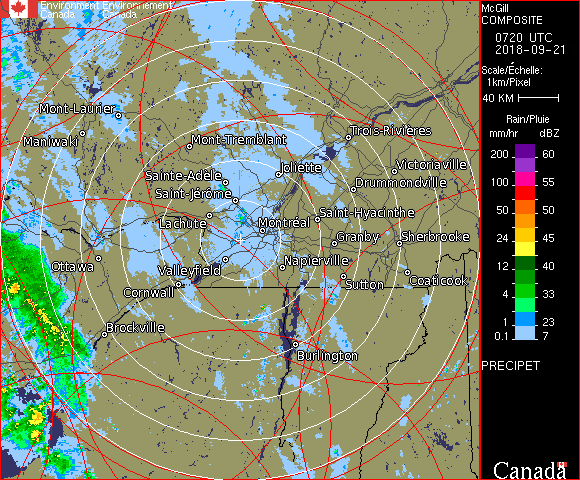 Environment Environnement
Canada Canada
McGill
COMPOSITE
0720 UTC
2018-09-21
Scale/Échelle:
1km/Pixel
40 KM
Rain/Pluie
mm/hr dBZ
200 60
100 55
50 50
24 45
12 40
4 33
1 23
0.1 7
PRECIPET
Canada
Mont-Laurier
Maniwaki
Mont-Tremblant
Trois-Rivières
Joliette
Victoriaville
Sainte-Adèle
Drummondville
Saint-Jérôme
Saint-Hyacinthe
Lachute
Montréal
Granby
Sherbrooke
Ottawa
Valleyfield
Napierville
Cornwall
Sutton
Coaticook
Brockville
Burlington